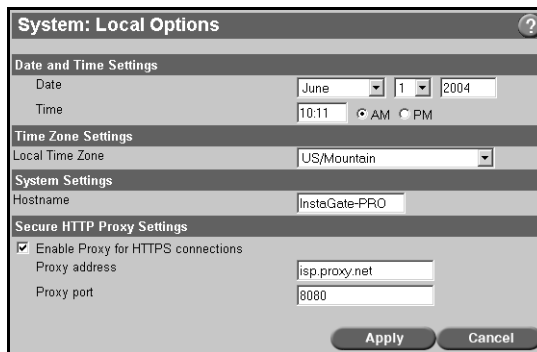 System: Local Options ?
Date and Time Settings
Date June 1 2004
Time 10:11 AM PM
Time Zone Settings
Local Time Zone US/Mountain
System Settings
Hostname InstaGate-PRO
Secure HTTP Proxy Settings
Enable Proxy for HTTPS connections
Proxy address isp.proxy.net
Proxy port 8080
Apply Cancel